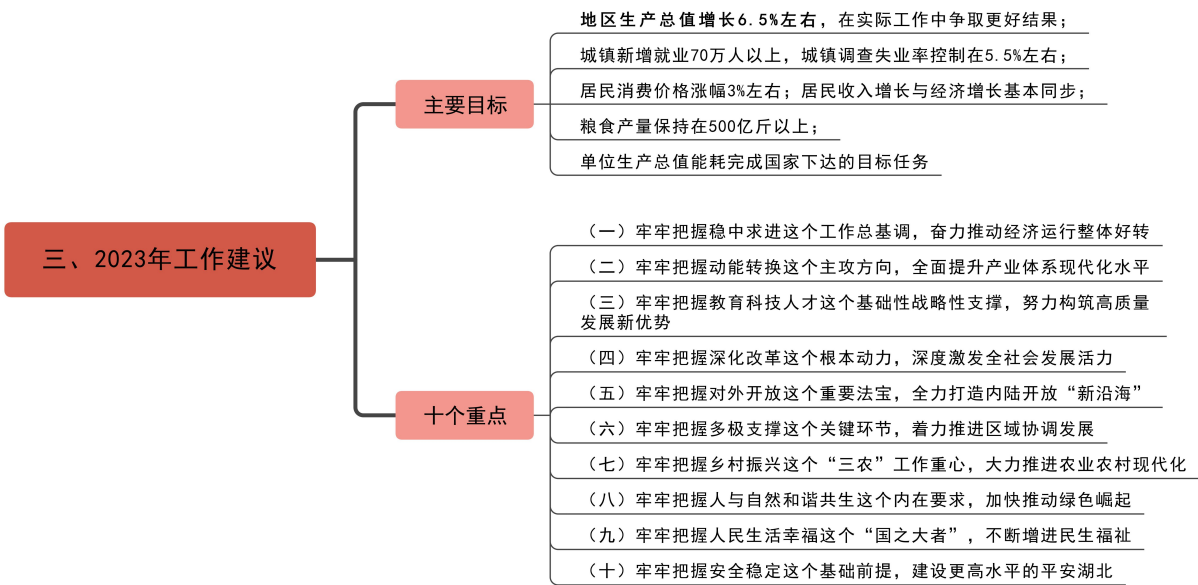 三、2023年工作建议
主要目标
地区生产总值增长6.5%左右，在实际工作中争取更好结果；
城镇新增就业70万人以上，城镇调查失业率控制在5.5%左右；
居民消费价格涨幅3%左右；居民收入增长与经济增长基本同步；
粮食产量保持在500亿斤以上；
单位生产总值能耗完成国家下达的目标任务
十个重点
（一）牢牢把握稳中求进这个工作总基调，奋力推动经济运行整体好转
（二）牢牢把握动能转换这个主攻方向，全面提升产业体系现代化水平
（三）牢牢把握教育科技人才这个基础性战略性支撑，努力构筑高质量
发展新优势
（四）牢牢把握深化改革这个根本动力，深度激发全社会发展活力
（五）牢牢把握对外开放这个重要法宝，全力打造内陆开放“新沿海”
（六）牢牢把握多极支撑这个关键环节，着力推进区域协调发展
（七）牢牢把握乡村振兴这个“三农”工作重心，大力推进农业农村现代化
（八）牢牢把握人与自然和谐共生这个内在要求，加快推动绿色崛起
（九）牢牢把握人民生活幸福这个“国之大者”，不断增进民生福祉
（十）牢牢把握安全稳定这个基础前提，建设更高水平的平安湖北